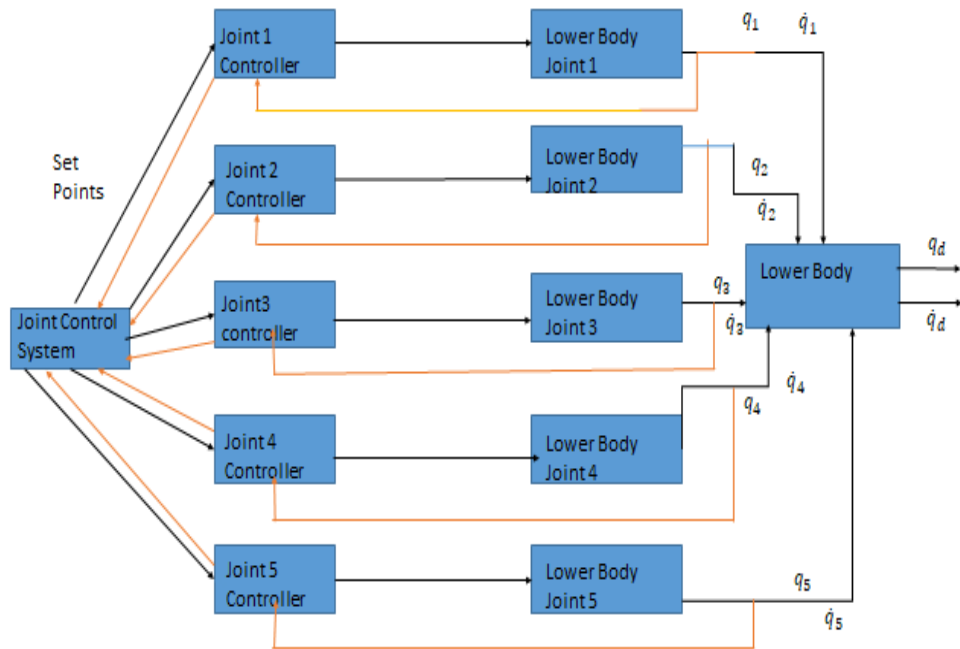 Joint 1
Controller
Lower Body
Joint 1
q₁
q̇₁
Set
Points
Joint 2
Controller
Lower Body
Joint 2
q₂
q̇₂
Joint Control
System
Joint3
controller
Lower Body
Joint 3
q₃
q̇₃
Lower Body
q_d
q̇_d
Joint 4
Controller
Lower Body
Joint 4
q₄
q̇₄
Joint 5
Controller
Lower Body
Joint 5
q₅
q̇₅